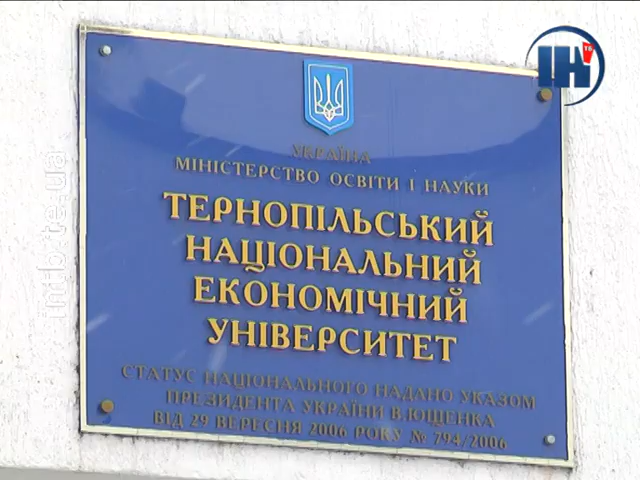 ІН ТБ
УКРАЇНА
МІНІСТЕРСТВО ОСВІТИ І НАУКИ
ТЕРНОПІЛЬСЬКИЙ
НАЦІОНАЛЬНИЙ
ЕКОНОМІЧНИЙ
УНІВЕРСИТЕТ
СТАТУС НАЦІОНАЛЬНОГО НАДАНО УКАЗОМ
ПРЕЗИДЕНТА УКРАЇНИ В.ЮЩЕНКА
ВІД 29 ВЕРЕСНЯ 2006 РОКУ № 794/2006